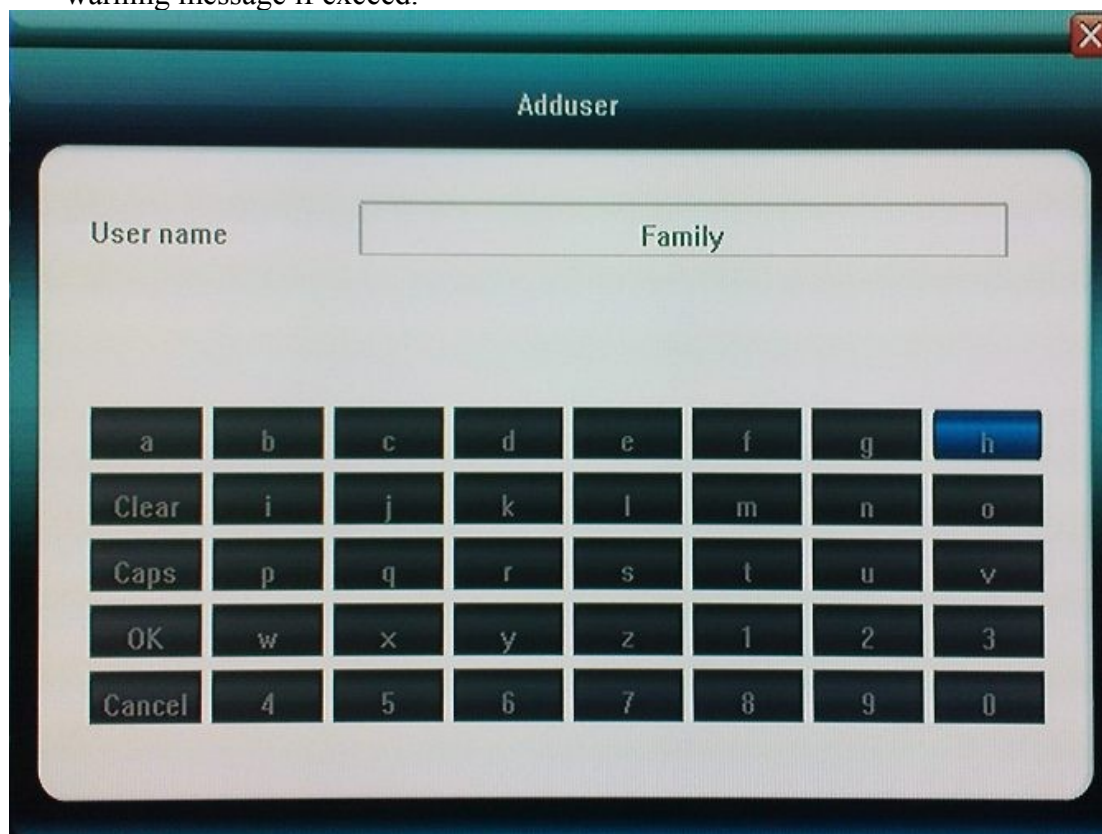 warning message if exceed.
Adduser
User name Family
a b c d e f g h
Clear i j k l m n o
Caps p q r s t u v
OK w x y z 1 2 3
Cancel 4 5 6 7 8 9 0